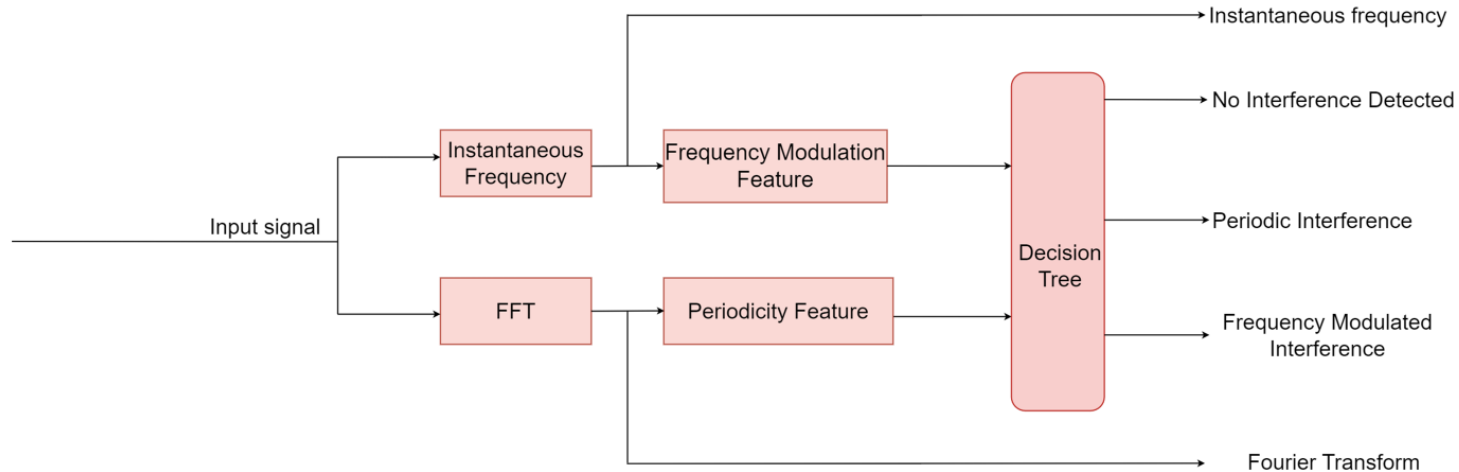 Instantaneous frequency
No Interference Detected
Instantaneous
Frequency
Frequency Modulation
Feature
Input signal
Periodic Interference
Decision
Tree
FFT
Periodicity Feature
Frequency Modulated
Interference
Fourier Transform